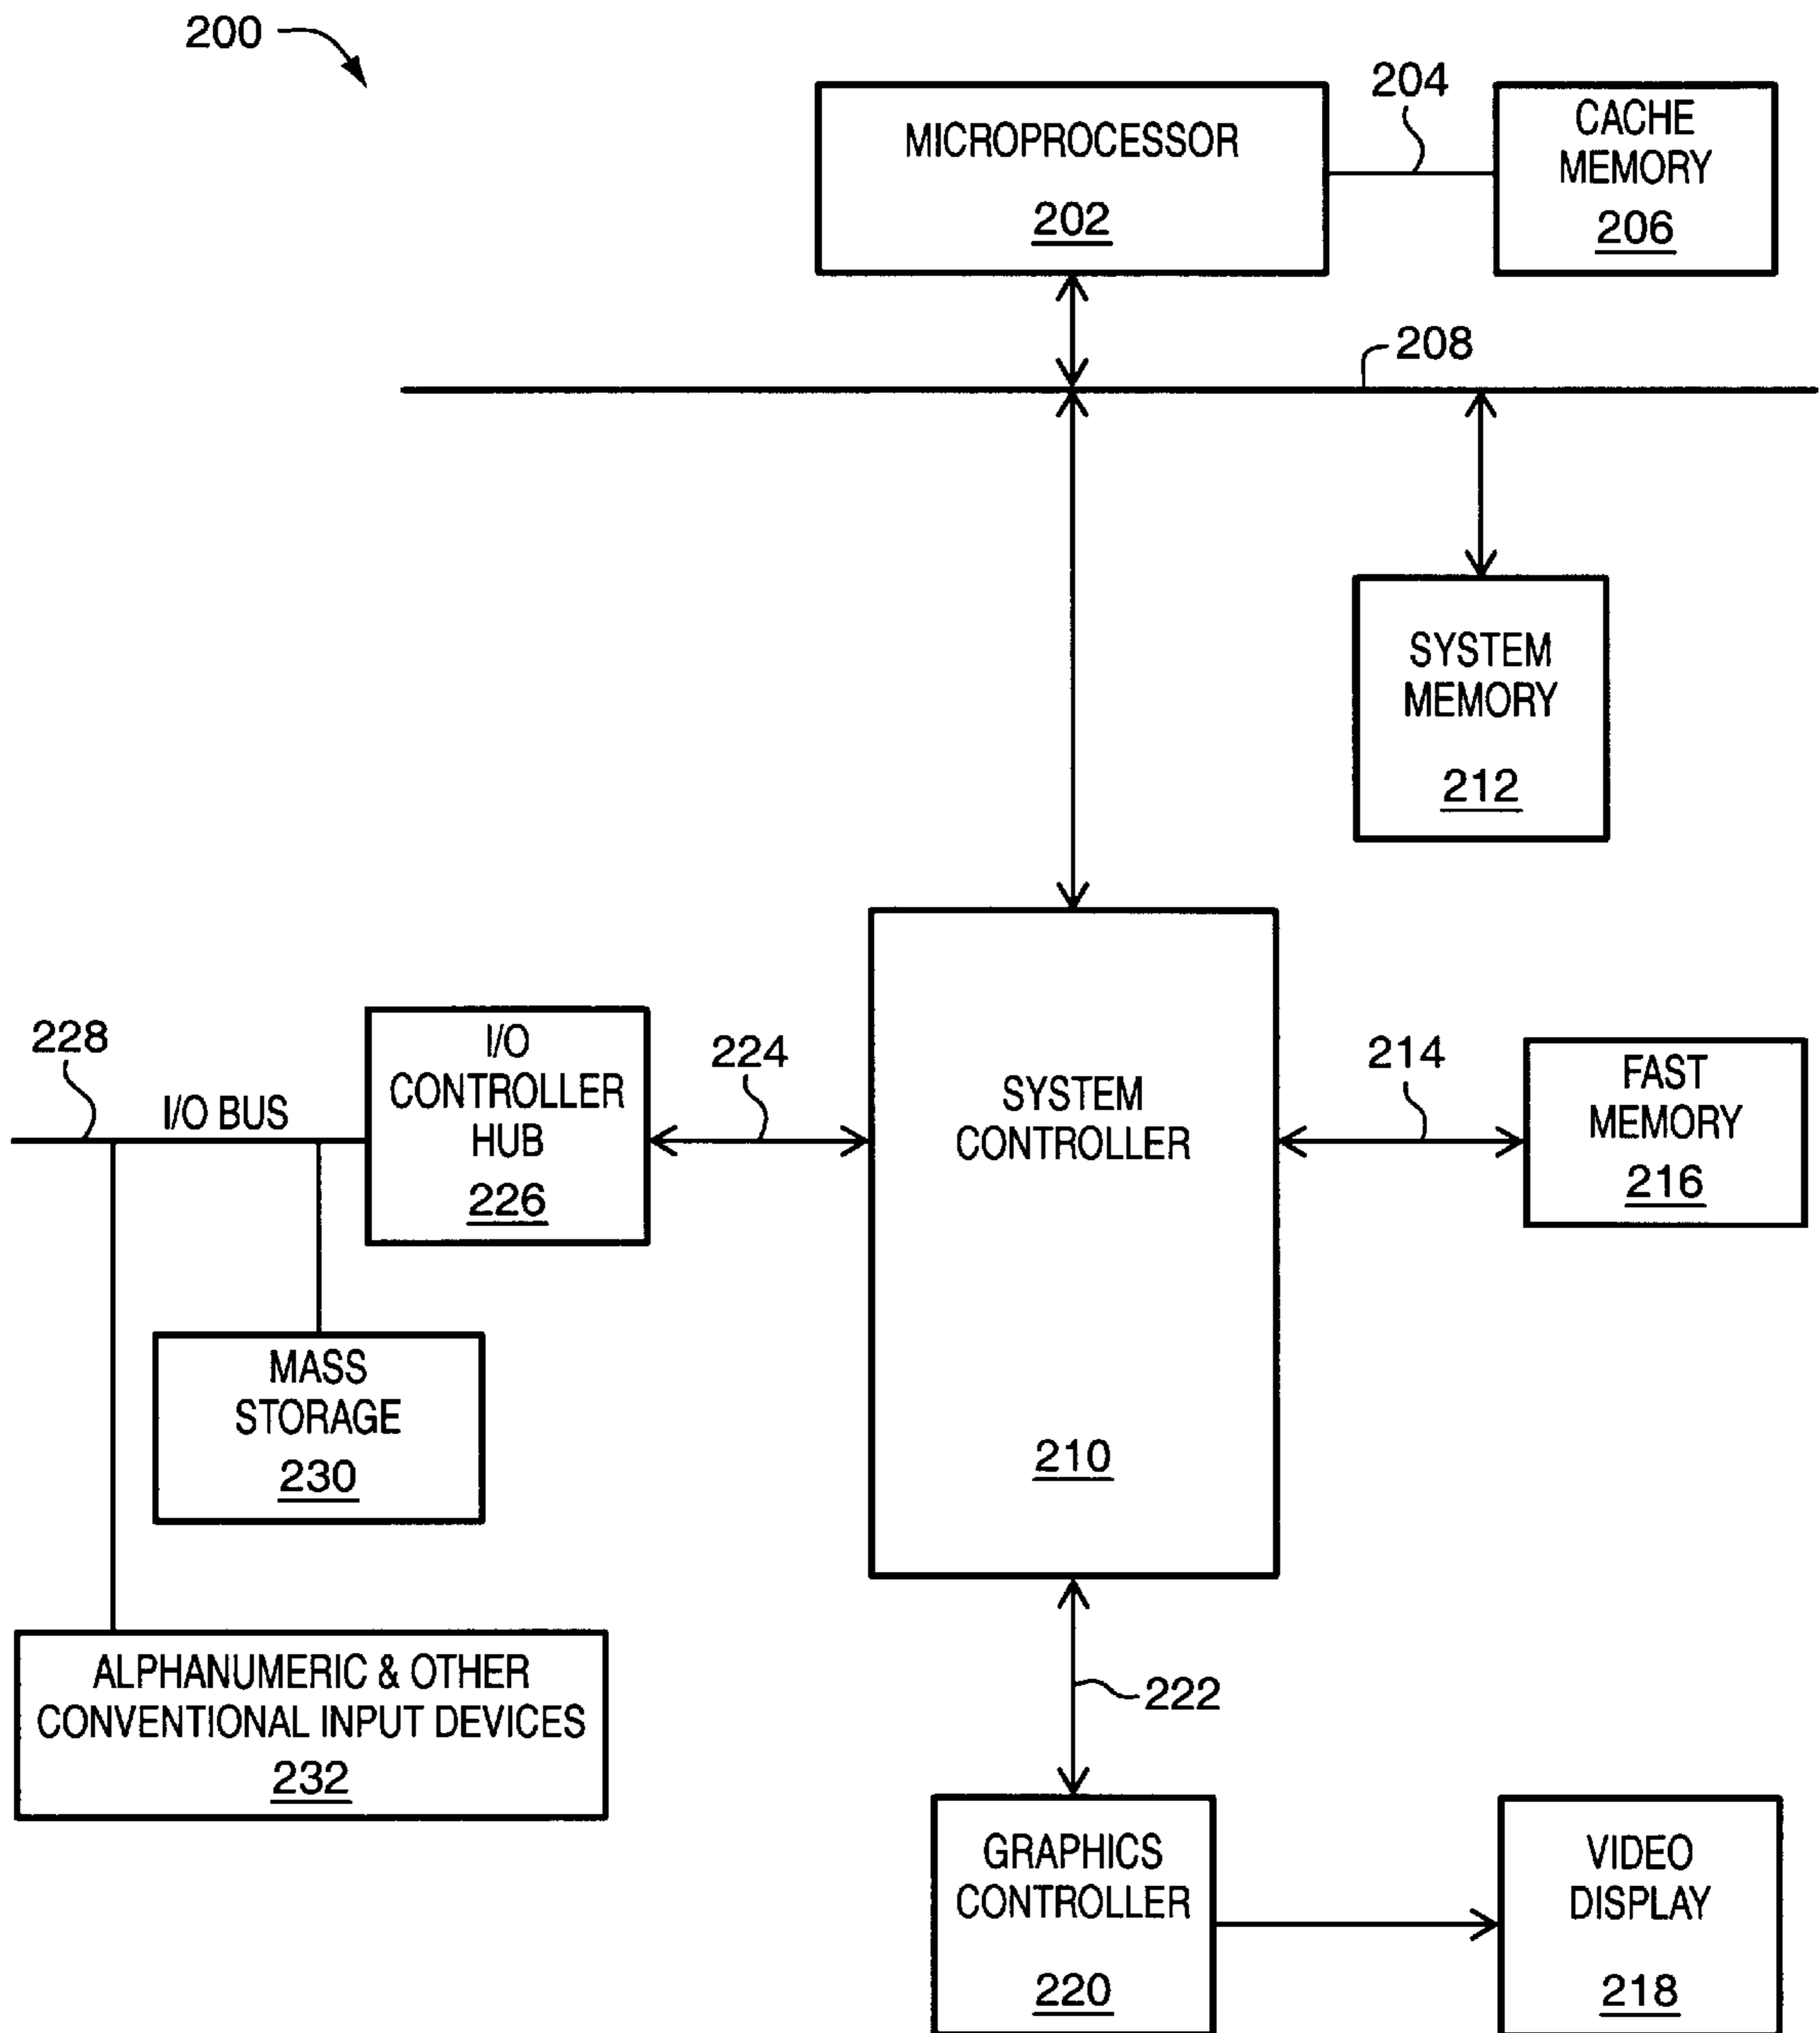 200
MICROPROCESSOR
202
204
CACHE
MEMORY
206
208
SYSTEM
MEMORY
212
228
I/O BUS
I/O
CONTROLLER
HUB
226
224
SYSTEM
CONTROLLER
210
214
FAST
MEMORY
216
MASS
STORAGE
230
ALPHANUMERIC & OTHER
CONVENTIONAL INPUT DEVICES
232
222
GRAPHICS
CONTROLLER
220
VIDEO
DISPLAY
218